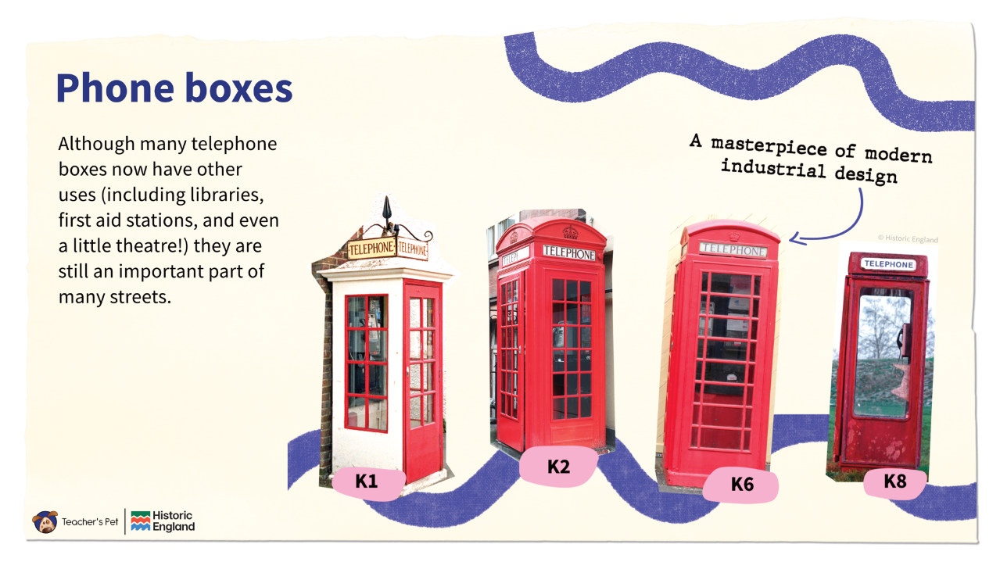 Phone boxes
Although many telephone
boxes now have other
uses (including libraries,
first aid stations, and even
a little theatre!) they are
still an important part of
many streets.
A masterpiece of modern
industrial design
© Historic England
TELEPHONE
TELEPHONE
TELEPHONE
TELEPHONE
TELEPHONE
TELEPHONE
K1
K2
K6
K8
Teacher's Pet
Historic
England